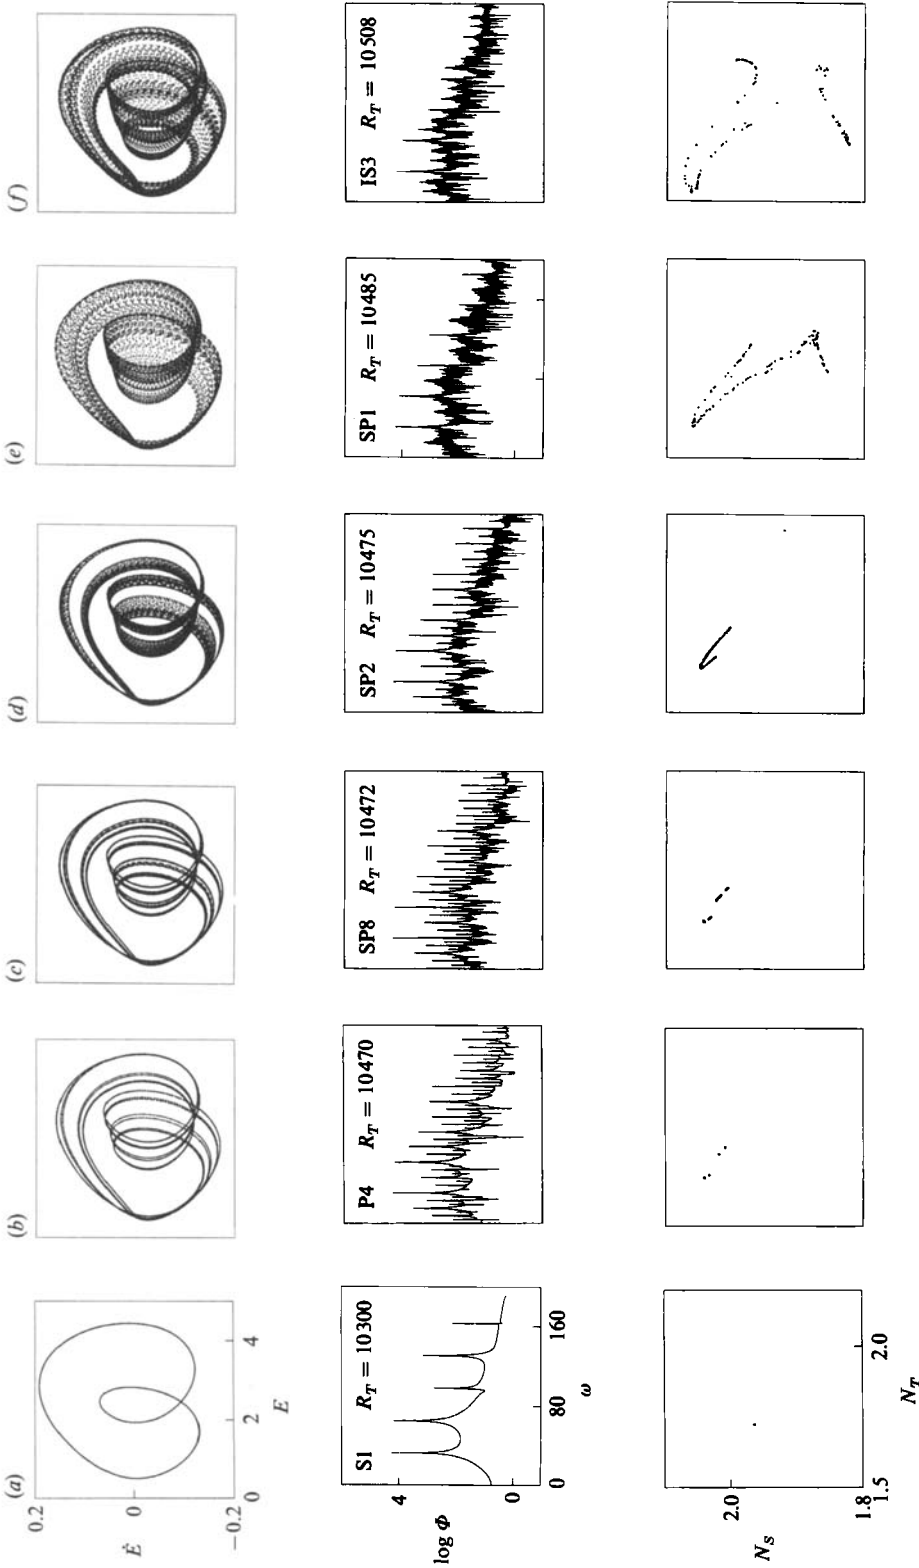 (a) (b) (c) (d) (e) (f)
0.2
Ė 0
−0.2
0 2 4
E
S1 R_T = 10300
P4 R_T = 10470
SP8 R_T = 10472
SP2 R_T = 10475
SP1 R_T = 10485
IS3 R_T = 10508
4
log Φ
0
0 80 160
ω
2.0
N_S
1.8
1.5 2.0
N_T